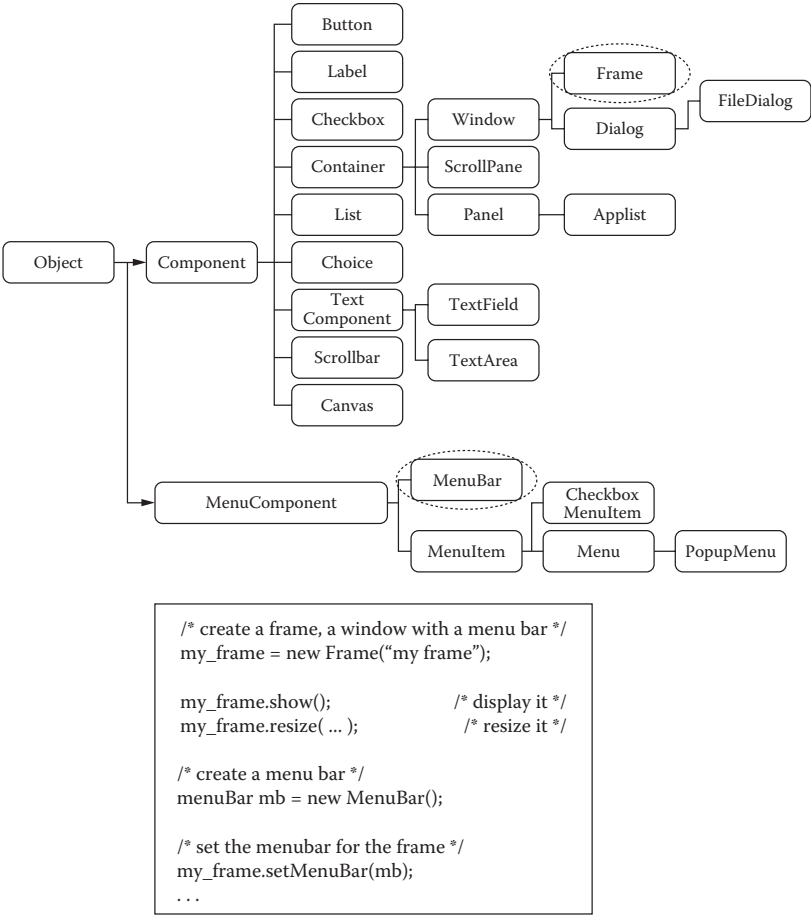 Button
Label
Checkbox
Container
List
Choice
Text
Component
Scrollbar
Canvas
Window
ScrollPane
Panel
Frame
Dialog
FileDialog
Applist
Object
Component
TextField
TextArea
MenuComponent
MenuBar
MenuItem
Checkbox
MenuItem
Menu
PopupMenu
/* create a frame, a window with a menu bar */
my_frame = new Frame(“my frame”);
my_frame.show(); /* display it */
my_frame.resize( ... ); /* resize it */
/* create a menu bar */
menuBar mb = new MenuBar();
/* set the menubar for the frame */
my_frame.setMenuBar(mb);
. . .